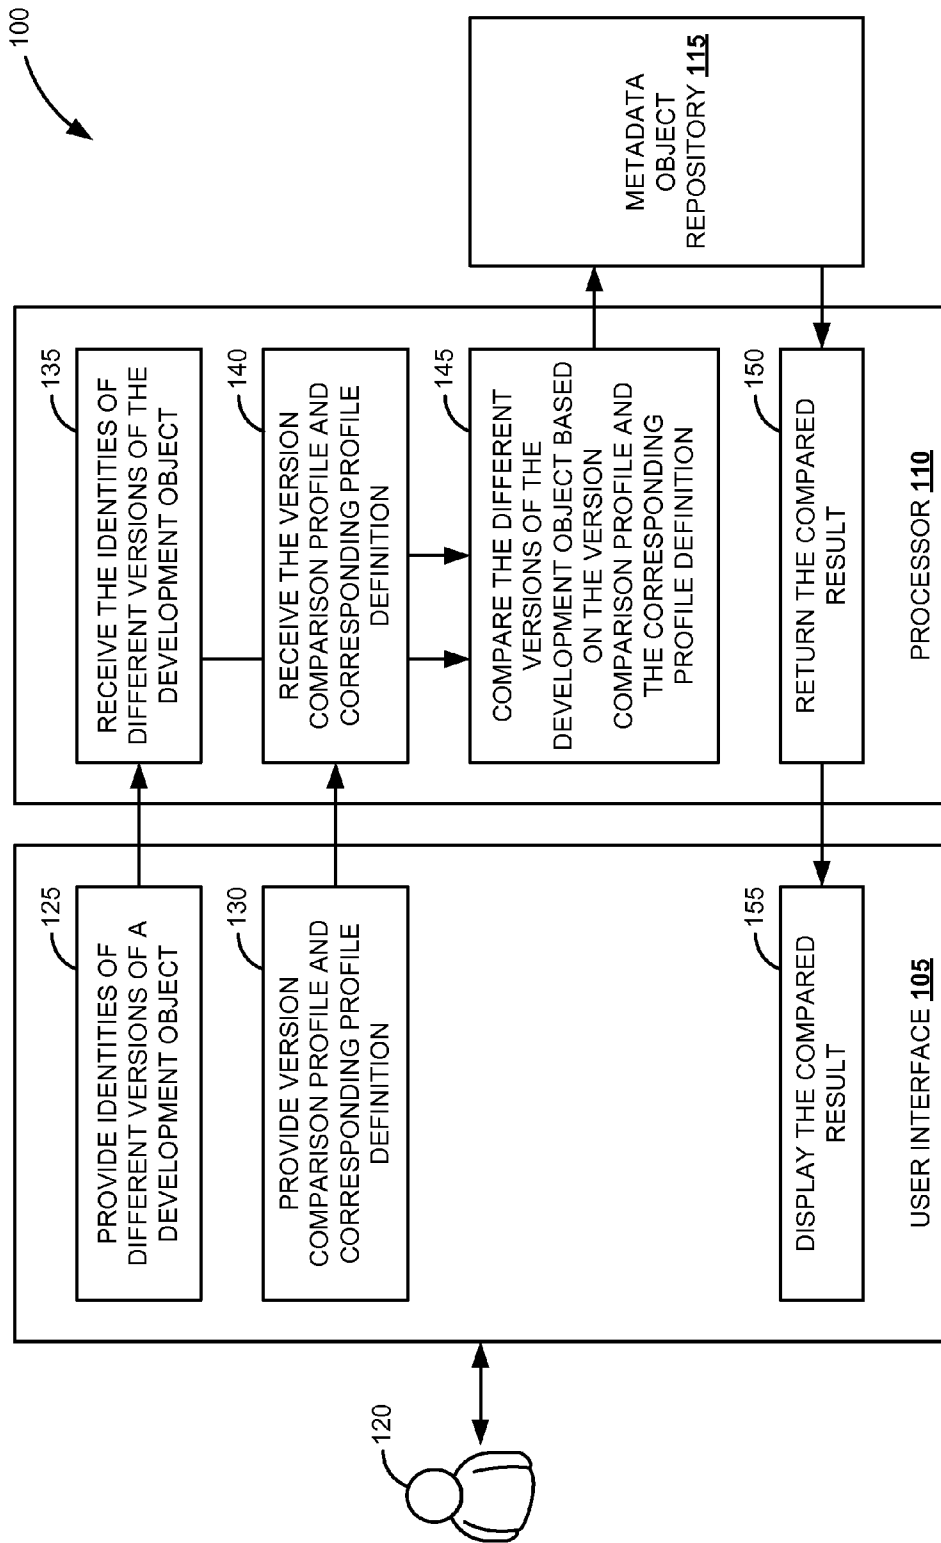 100
120
125
PROVIDE IDENTITIES OF
DIFFERENT VERSIONS OF A
DEVELOPMENT OBJECT
130
PROVIDE VERSION
COMPARISON PROFILE AND
CORRESPONDING PROFILE
DEFINITION
155
DISPLAY THE COMPARED
RESULT
USER INTERFACE 105
135
RECEIVE THE IDENTITIES OF
DIFFERENT VERSIONS OF THE
DEVELOPMENT OBJECT
140
RECEIVE THE VERSION
COMPARISON PROFILE AND
CORRESPONDING PROFILE
DEFINITION
145
COMPARE THE DIFFERENT
VERSIONS OF THE
DEVELOPMENT OBJECT BASED
ON THE VERSION
COMPARISON PROFILE AND
THE CORRESPONDING
PROFILE DEFINITION
150
RETURN THE COMPARED
RESULT
PROCESSOR 110
METADATA
OBJECT
REPOSITORY 115